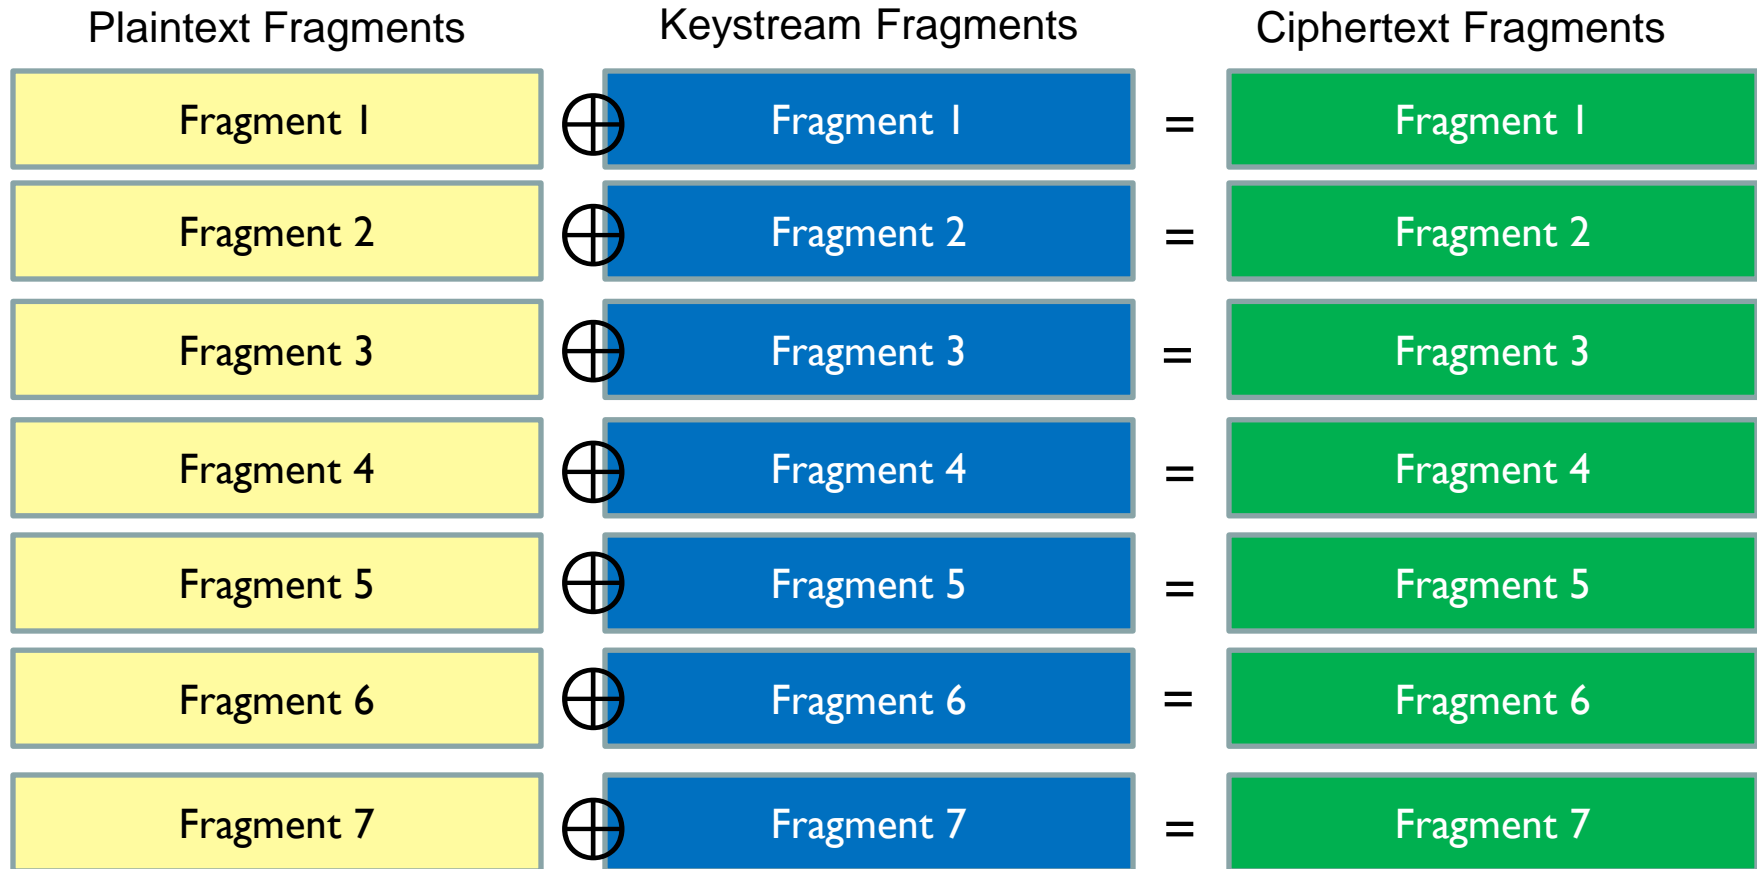 Plaintext Fragments Keystream Fragments Ciphertext Fragments
Fragment 1 ⊕ Fragment 1 = Fragment 1
Fragment 2 ⊕ Fragment 2 = Fragment 2
Fragment 3 ⊕ Fragment 3 = Fragment 3
Fragment 4 ⊕ Fragment 4 = Fragment 4
Fragment 5 ⊕ Fragment 5 = Fragment 5
Fragment 6 ⊕ Fragment 6 = Fragment 6
Fragment 7 ⊕ Fragment 7 = Fragment 7